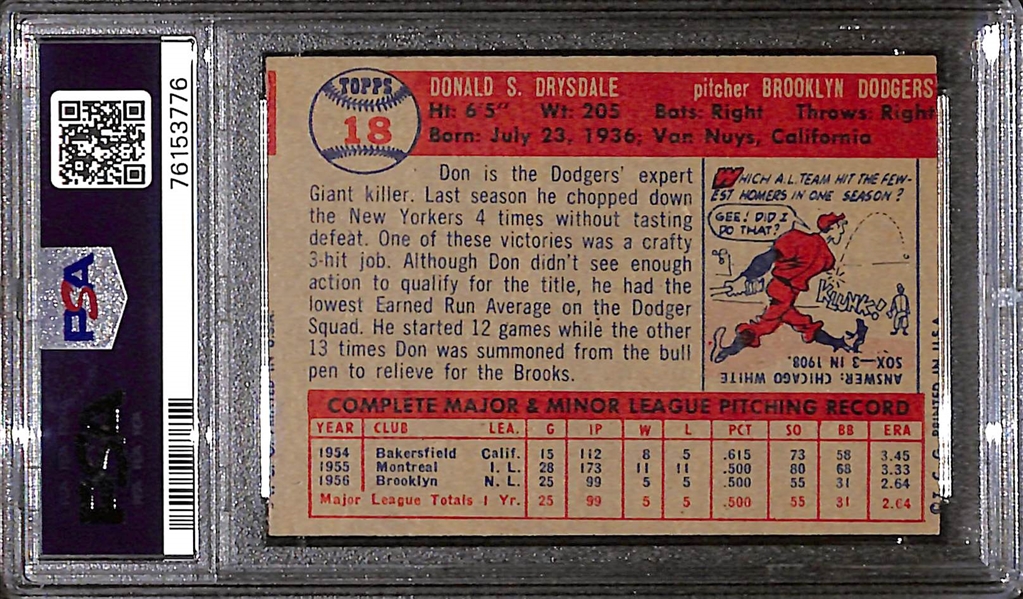 76153776
PSA
TOPPS
18
DONALD S. DRYSDALE pitcher BROOKLYN DODGERS
Ht: 6'5" Wt: 205 Bats: Right Throws: Right
Born: July 23, 1936, Van Nuys, California
Don is the Dodgers' expert
Giant killer. Last season he chopped down
the New Yorkers 4 times without tasting
defeat. One of these victories was a crafty
3-hit job. Although Don didn't see enough
action to qualify for the title, he had the
lowest Earned Run Average on the Dodger
Squad. He started 12 games while the other
13 times Don was summoned from the bull
pen to relieve for the Brooks.
WHICH A.L. TEAM HIT THE FEW-
EST HOMERS IN ONE SEASON?
GEE! DID I
DO THAT?
KLUNK!
ANSWER: CHICAGO WHITE
SOX—3 IN 1908.
COMPLETE MAJOR & MINOR LEAGUE PITCHING RECORD
YEAR CLUB LEA. G IP W L PCT SO BB ERA
1954 Bakersfield Calif. 15 112 8 5 .615 73 58 3.45
1955 Montreal I. L. 28 173 11 11 .500 80 68 3.33
1956 Brooklyn N. L. 25 99 5 5 .500 55 31 2.64
Major League Totals 1 Yr. 25 99 5 5 .500 55 31 2.64
©T. C. G. PRINTED IN U.S.A.